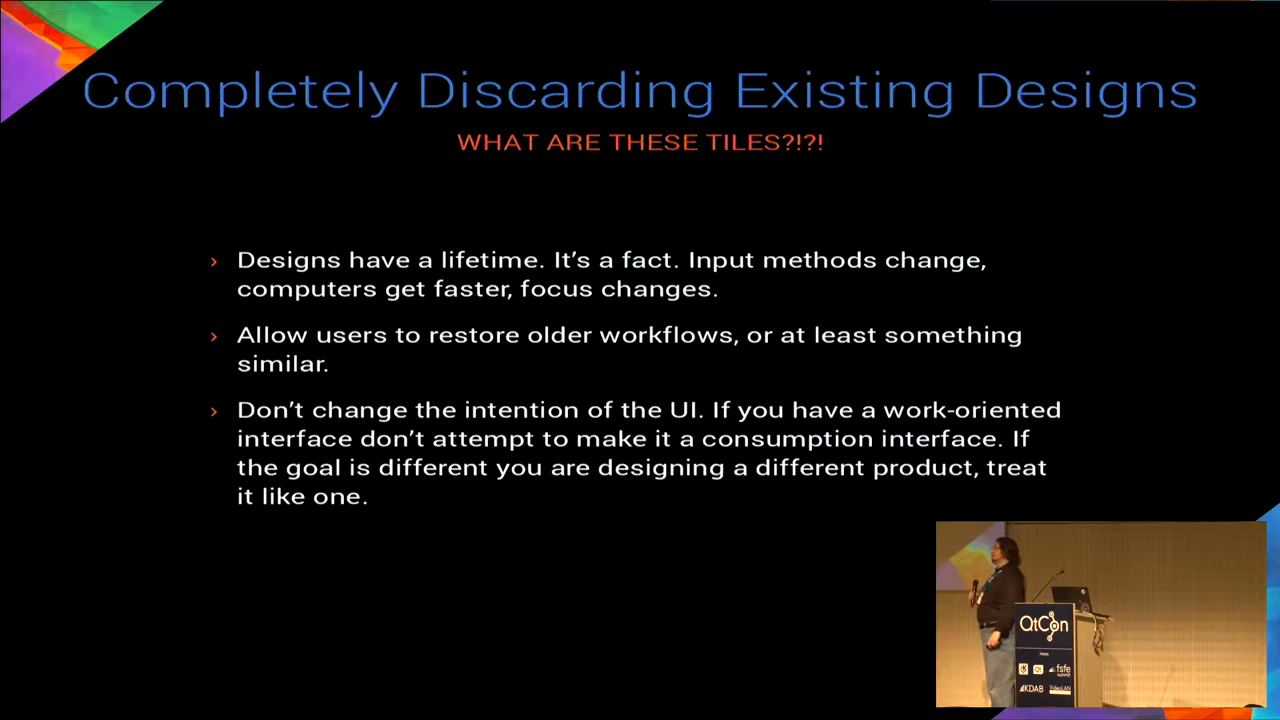 Completely Discarding Existing Designs
WHAT ARE THESE TILES?!?!
› Designs have a lifetime. It’s a fact. Input methods change,
computers get faster, focus changes.
› Allow users to restore older workflows, or at least something
similar.
› Don’t change the intention of the UI. If you have a work-oriented
interface don’t attempt to make it a consumption interface. If
the goal is different you are designing a different product, treat
it like one.
QtCon
Hosts
fsfe
summit
KDAB
VideoLAN